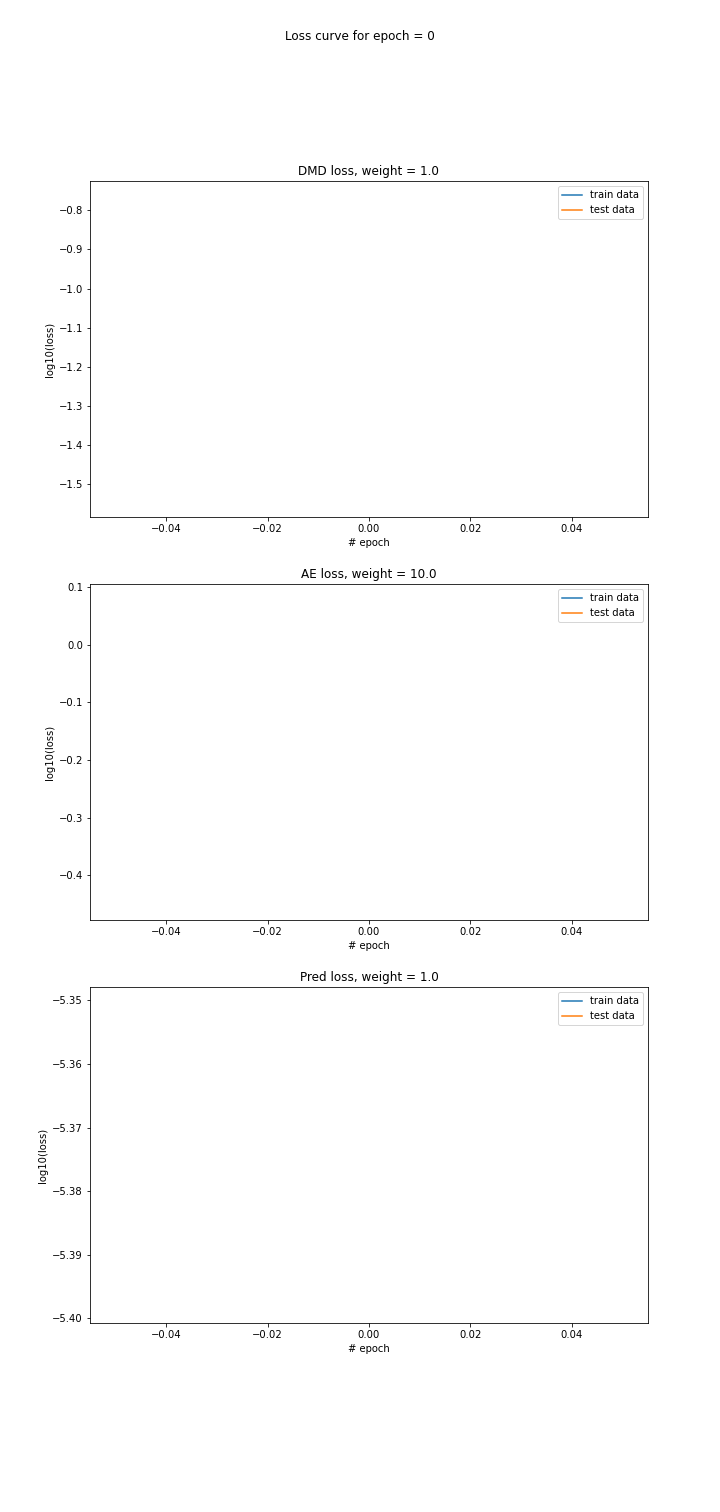 Loss curve for epoch = 0
DMD loss, weight = 1.0
train data
test data
−0.8
−0.9
−1.0
−1.1
−1.2
−1.3
−1.4
−1.5
log10(loss)
−0.04 −0.02 0.00 0.02 0.04
# epoch
AE loss, weight = 10.0
train data
test data
0.1
0.0
−0.1
−0.2
−0.3
−0.4
log10(loss)
−0.04 −0.02 0.00 0.02 0.04
# epoch
Pred loss, weight = 1.0
train data
test data
−5.35
−5.36
−5.37
−5.38
−5.39
−5.40
log10(loss)
−0.04 −0.02 0.00 0.02 0.04
# epoch